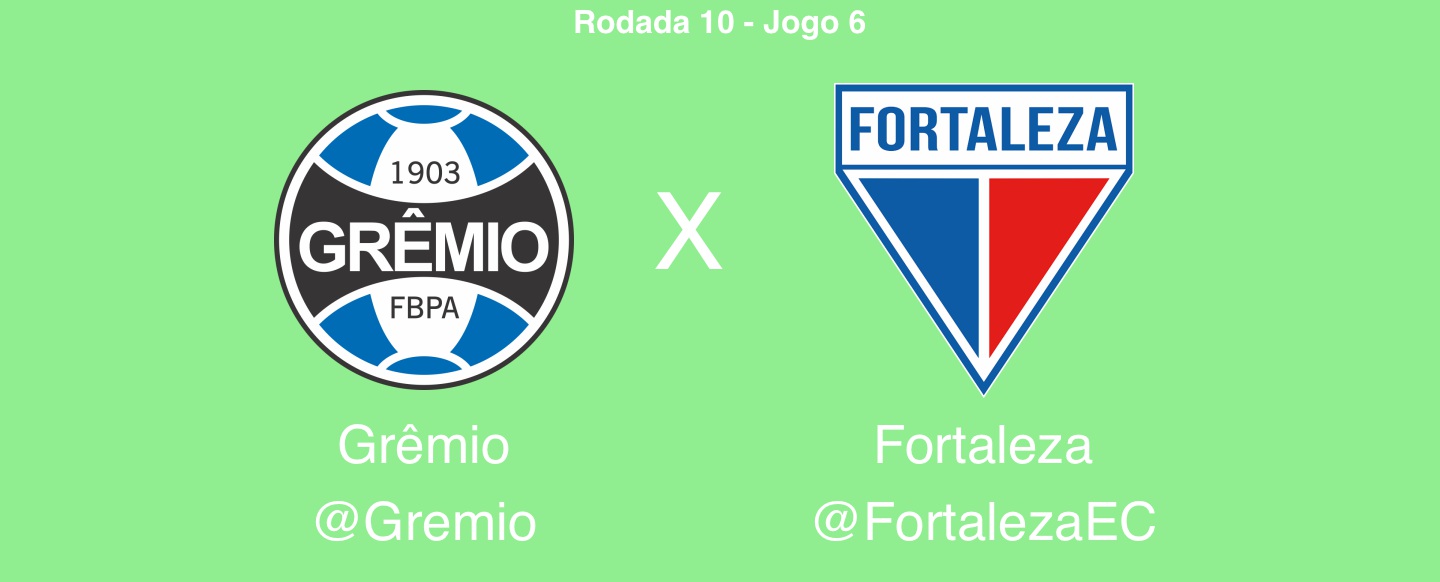 Rodada 10 - Jogo 6
1903
GRÊMIO
FBPA
X
FORTALEZA
Grêmio
Fortaleza
@Gremio
@FortalezaEC